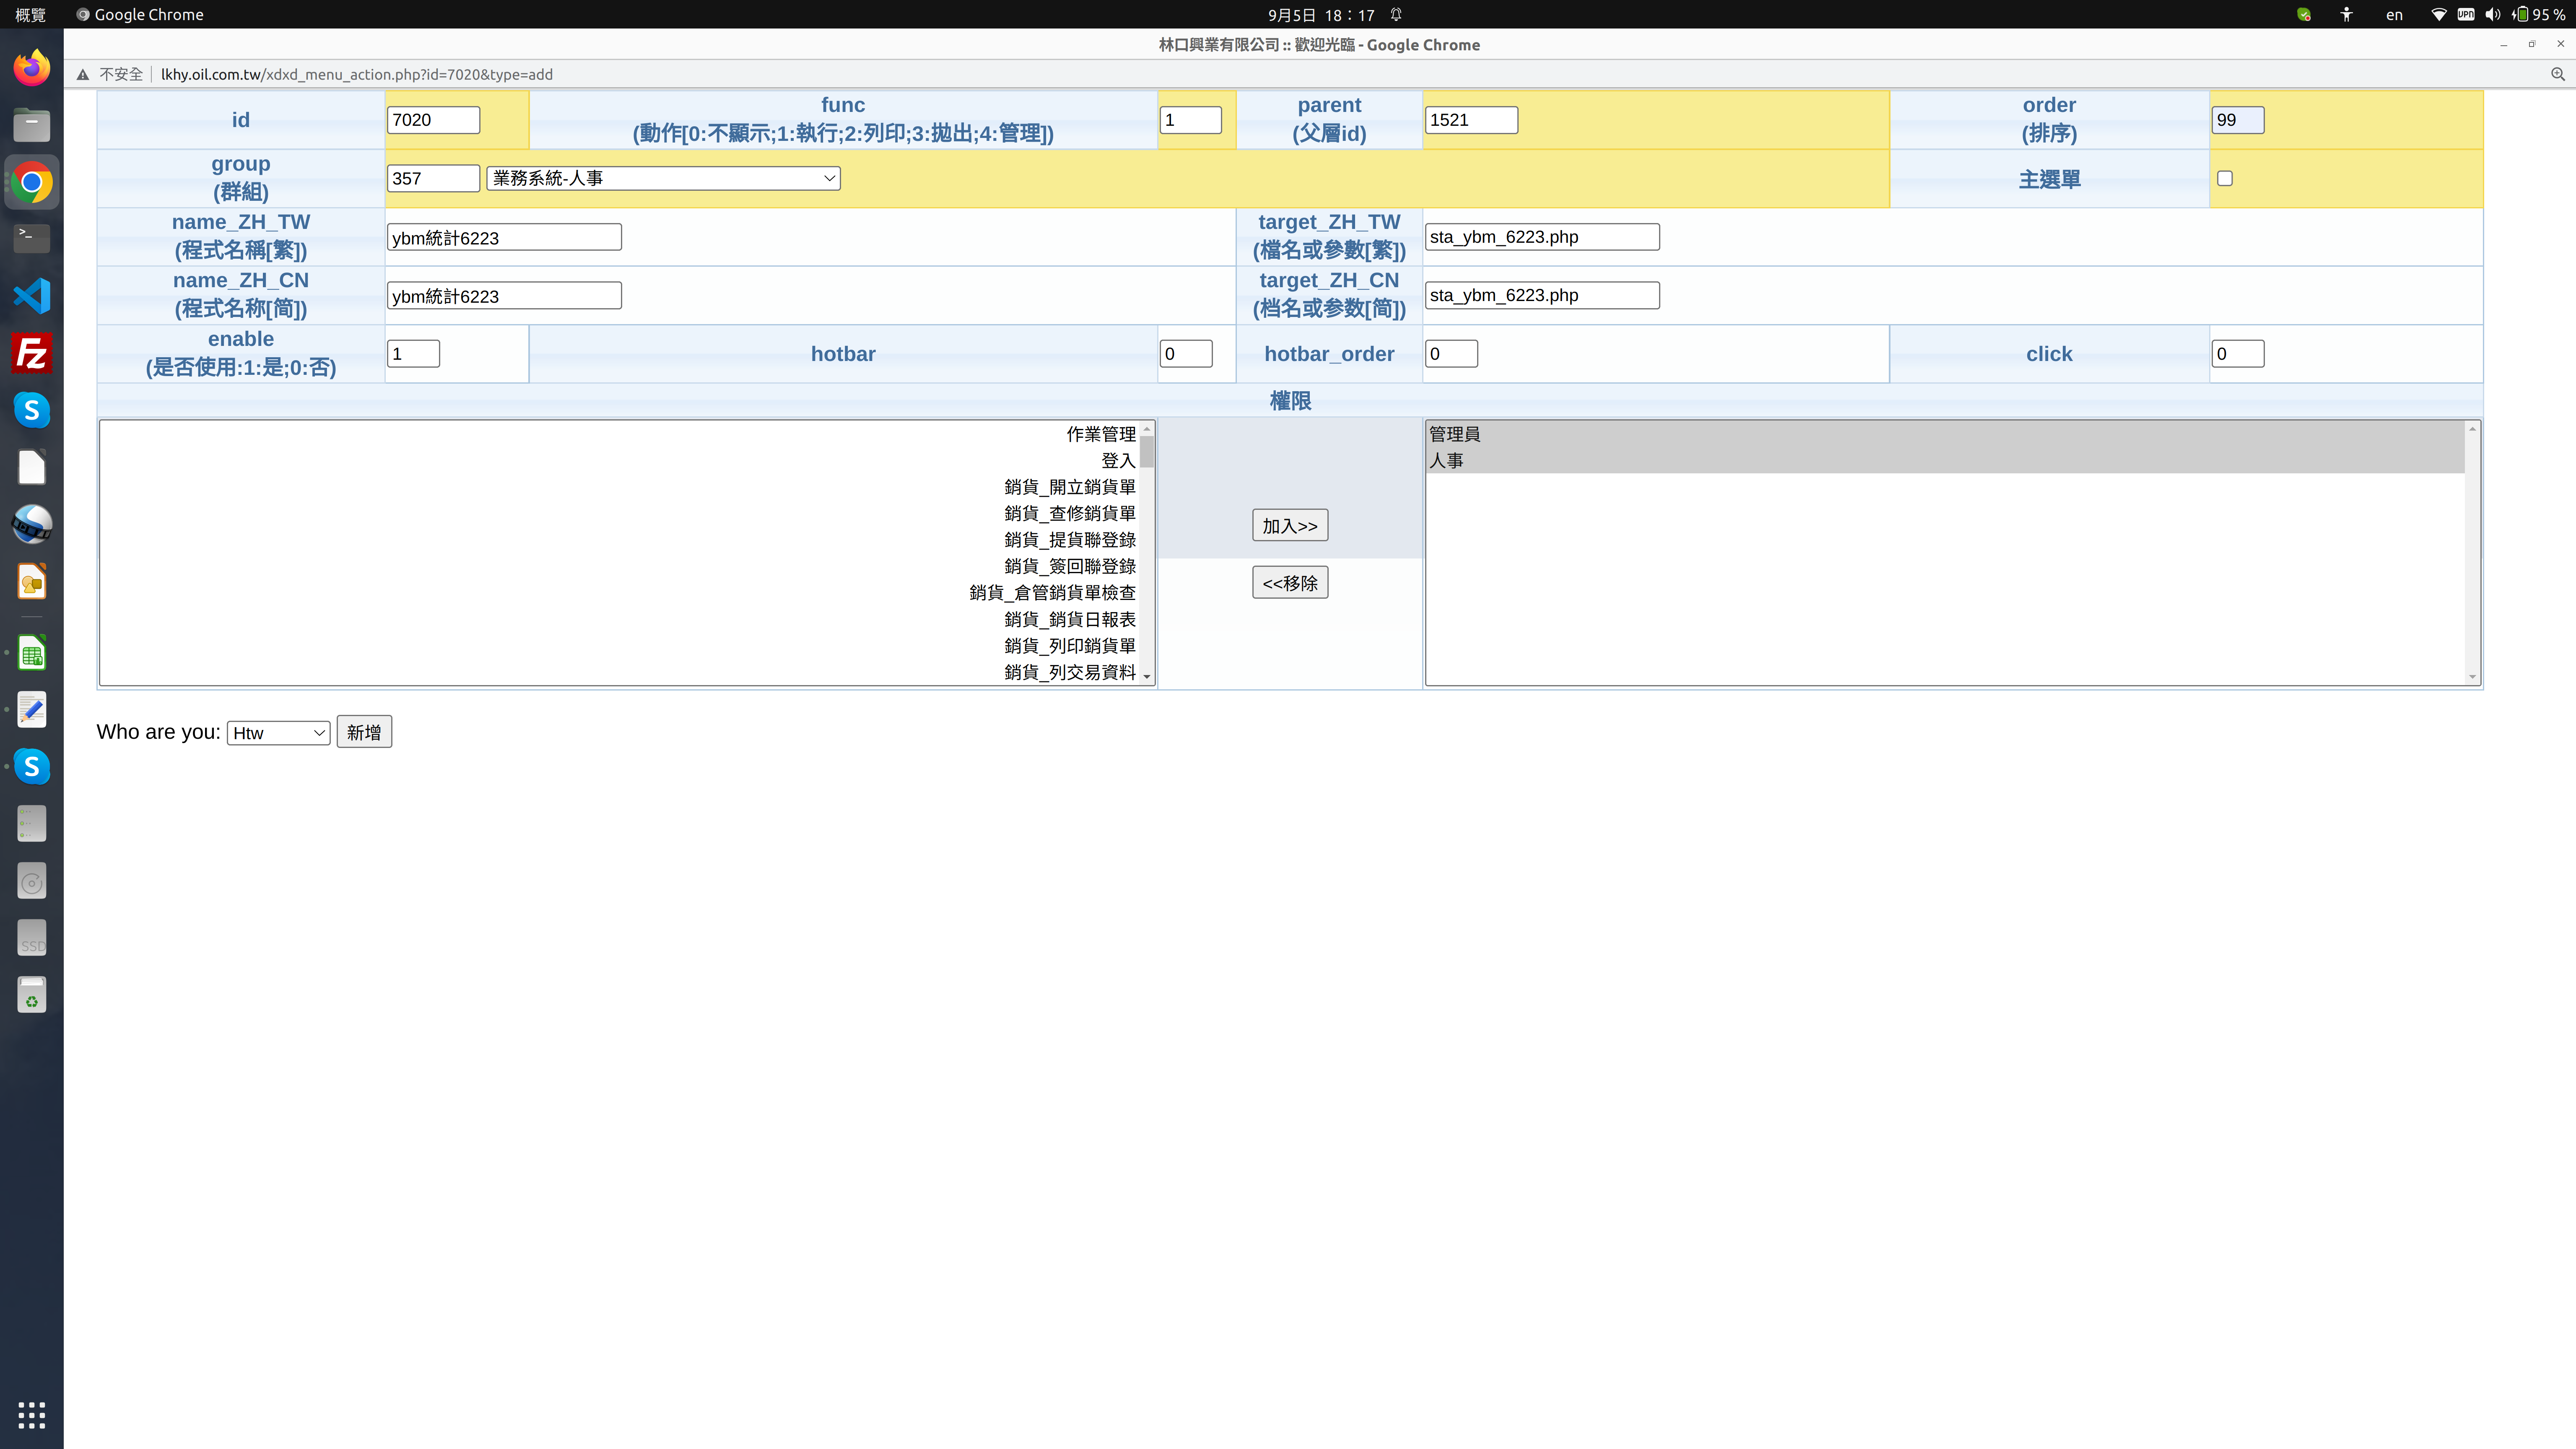 概覽 Google Chrome 9月5日 18：17 en VPN 95 %
林口興業有限公司 :: 歡迎光臨 - Google Chrome
不安全 lkhy.oil.com.tw/xdxd_menu_action.php?id=7020&type=add
id 7020 func 1 parent 1521 order 99
(動作[0:不顯示;1:執行;2:列印;3:拋出;4:管理]) (父層id) (排序)
group 357 業務系統-人事 主選單
(群組)
name_ZH_TW ybm統計6223 target_ZH_TW sta_ybm_6223.php
(程式名稱[繁]) (檔名或參數[繁])
name_ZH_CN ybm統計6223 target_ZH_CN sta_ybm_6223.php
(程式名称[简]) (档名或参数[简])
enable 1 hotbar 0 hotbar_order 0 click 0
(是否使用:1:是;0:否)
權限
作業管理
登入
銷貨_開立銷貨單
銷貨_查修銷貨單
銷貨_提貨聯登錄
銷貨_簽回聯登錄
銷貨_倉管銷貨單檢查
銷貨_銷貨日報表
銷貨_列印銷貨單
銷貨_列交易資料
加入>>
<<移除
管理員
人事
Who are you: Htw 新增
SSD